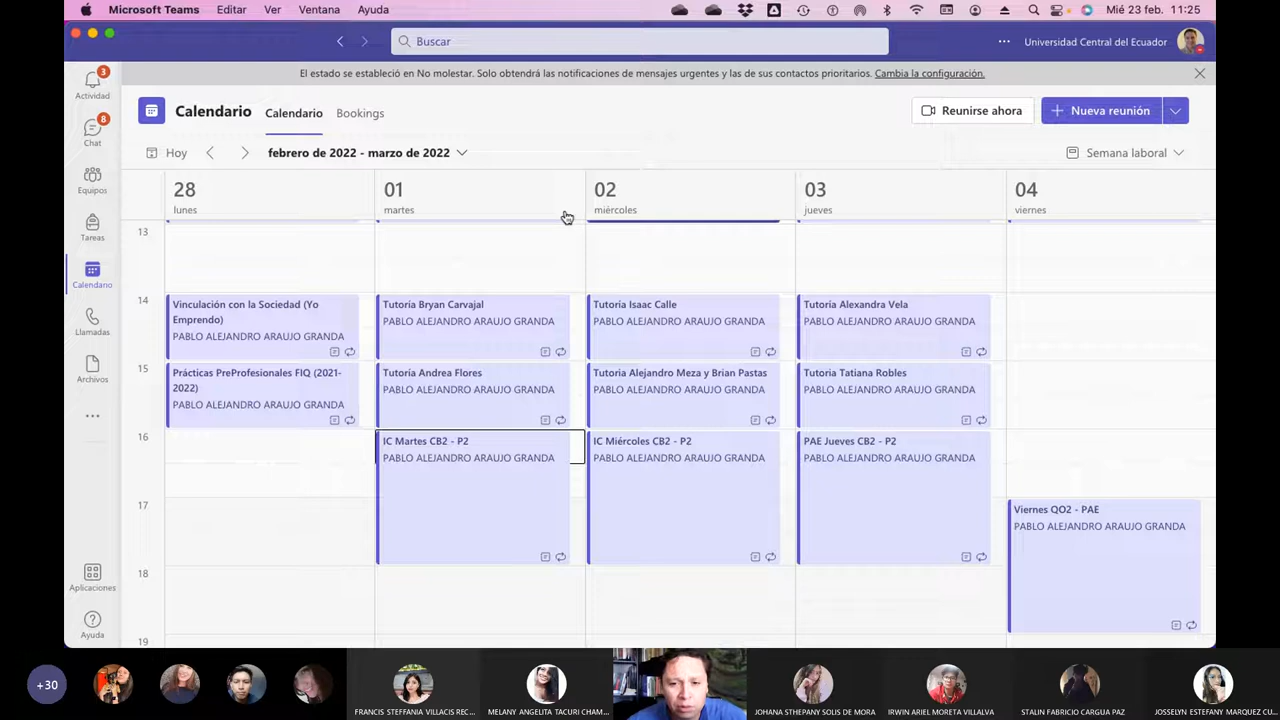 Microsoft Teams Editar Ver Ventana Ayuda Mié 23 feb. 11:25
Buscar
Universidad Central del Ecuador
El estado se estableció en No molestar. Solo obtendrá las notificaciones de mensajes urgentes y las de sus contactos prioritarios. Cambia la configuración.
3
Actividad
8
Chat
Equipos
Tareas
Calendario
Llamadas
Archivos
Aplicaciones
Ayuda
Calendario Calendario Bookings
Reunirse ahora
Nueva reunión
Hoy
febrero de 2022 - marzo de 2022
Semana laboral
28
lunes
01
martes
02
miércoles
03
jueves
04
viernes
13
14
15
16
17
18
19
Vinculación con la Sociedad (Yo
Emprendo)
PABLO ALEJANDRO ARAUJO GRANDA
Prácticas PreProfesionales FIQ (2021-
2022)
PABLO ALEJANDRO ARAUJO GRANDA
Tutoría Bryan Carvajal
PABLO ALEJANDRO ARAUJO GRANDA
Tutoría Andrea Flores
PABLO ALEJANDRO ARAUJO GRANDA
IC Martes CB2 - P2
PABLO ALEJANDRO ARAUJO GRANDA
Tutoría Isaac Calle
PABLO ALEJANDRO ARAUJO GRANDA
Tutoria Alejandro Meza y Brian Pastas
PABLO ALEJANDRO ARAUJO GRANDA
IC Miércoles CB2 - P2
PABLO ALEJANDRO ARAUJO GRANDA
Tutoría Alexandra Vela
PABLO ALEJANDRO ARAUJO GRANDA
Tutoria Tatiana Robles
PABLO ALEJANDRO ARAUJO GRANDA
PAE Jueves CB2 - P2
PABLO ALEJANDRO ARAUJO GRANDA
Viernes QO2 - PAE
PABLO ALEJANDRO ARAUJO GRANDA
+30
FRANCIS STEFFANIA VILLACIS REC...
MELANY ANGELITA TACURI CHAM...
JOHANA STHEPANY SOLIS DE MORA
IRWIN ARIEL MORETA VILLALVA
STALIN FABRICIO CARGUA PAZ
JOSSELYN ESTEFANY MARQUEZ CU...